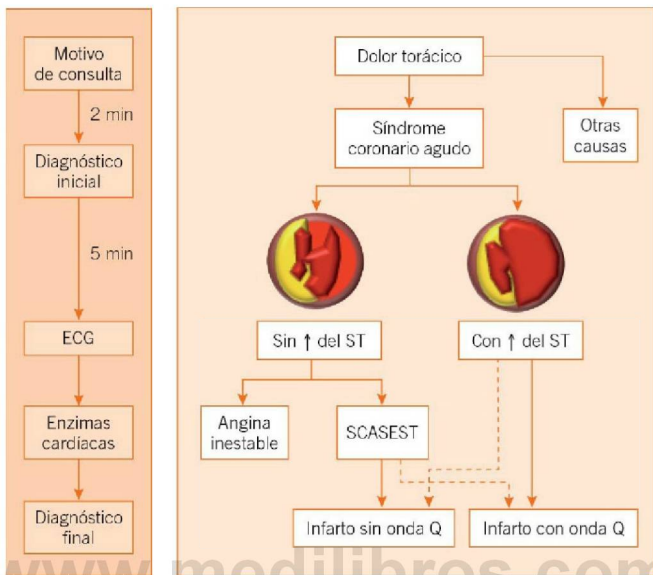 Motivo
de consulta
2 min
Diagnóstico
inicial
5 min
ECG
Enzimas
cardíacas
Diagnóstico
final
Dolor torácico
Síndrome
coronario agudo
Otras
causas
Sin ↑ del ST
Con ↑ del ST
Angina
inestable
SCASEST
Infarto sin onda Q
Infarto con onda Q
www.medilibros.com